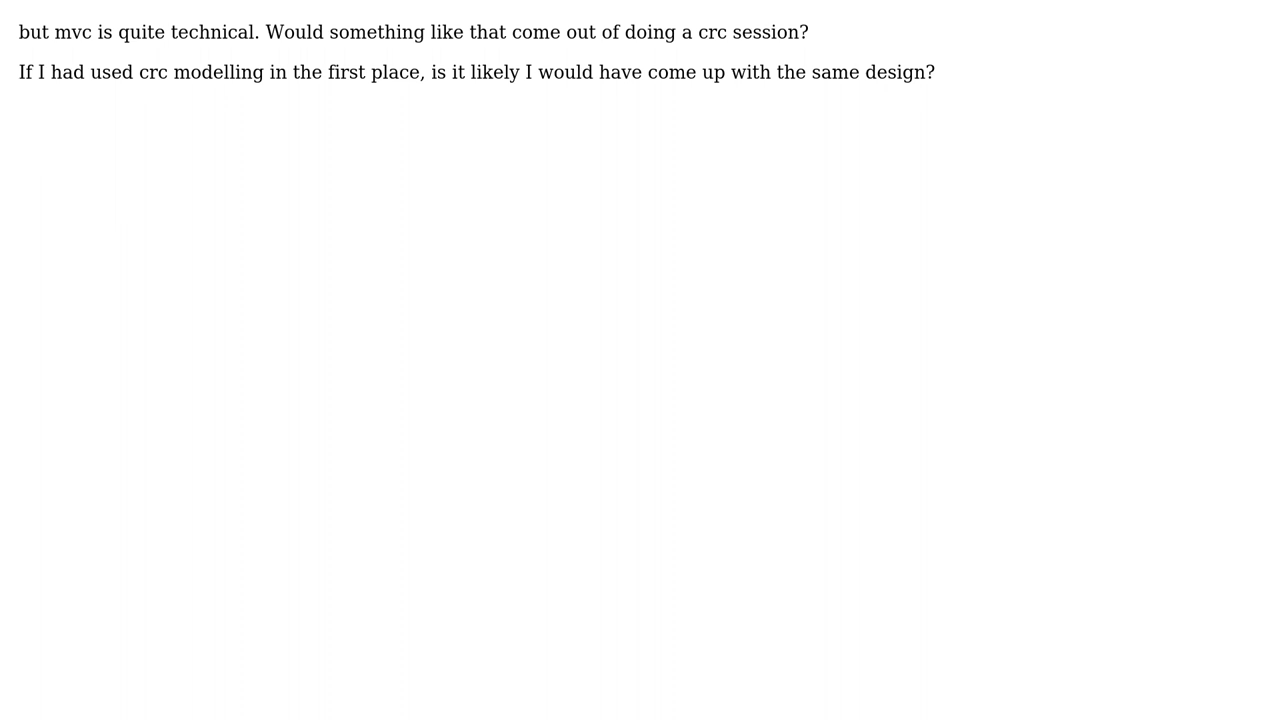 but mvc is quite technical. Would something like that come out of doing a crc session?
If I had used crc modelling in the first place, is it likely I would have come up with the same design?